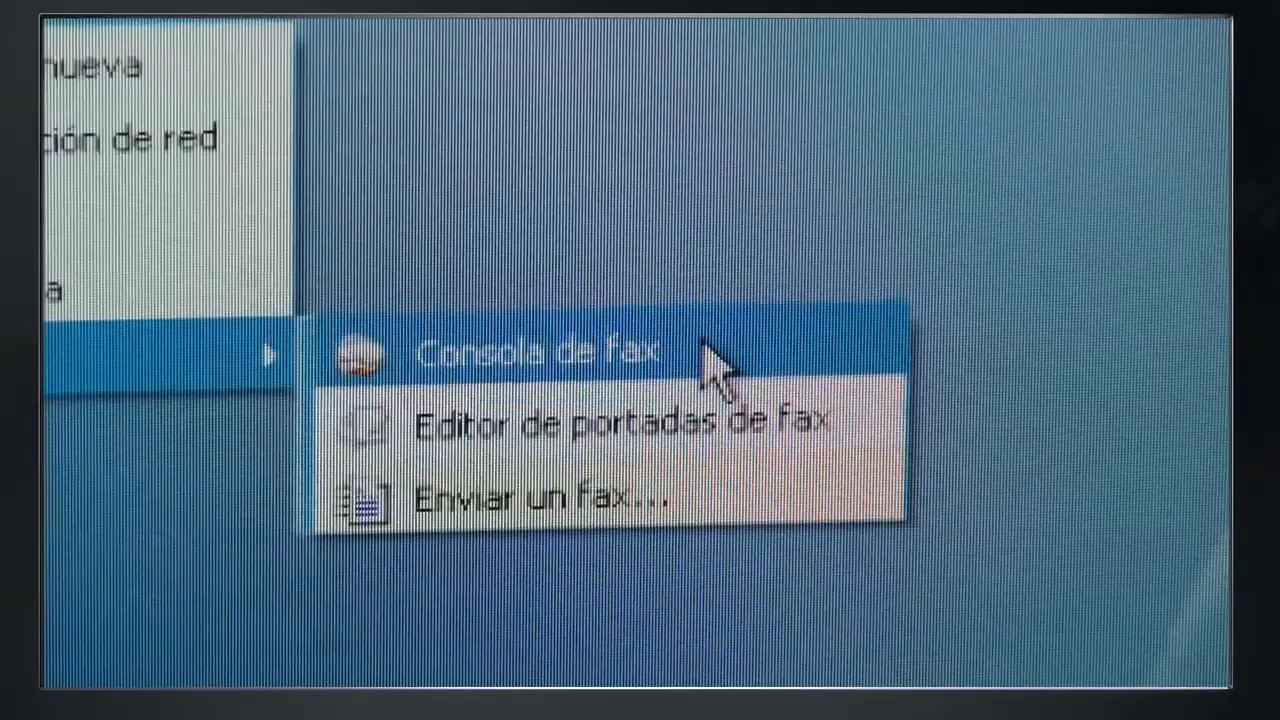 nueva
ción de red
a
Consola de fax
Editor de portadas de fax
Enviar un fax...